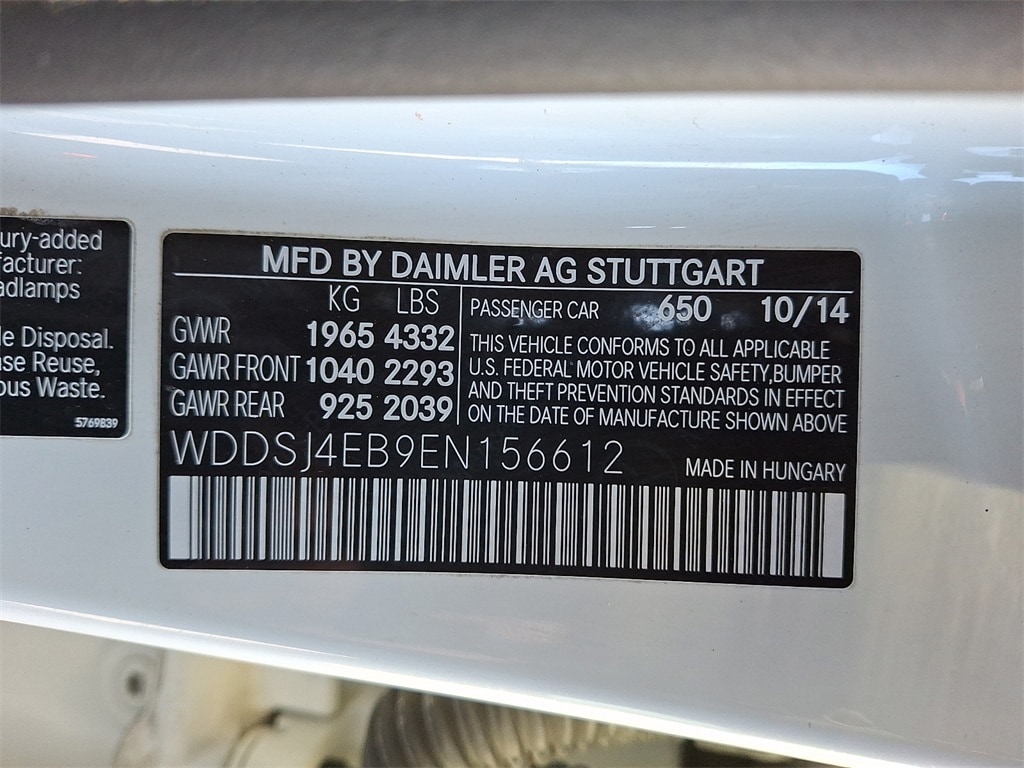 ury-added
facturer:
adlamps
le Disposal.
ase Reuse,
ous Waste.
5769839
MFD BY DAIMLER AG STUTTGART
KG LBS
GVWR 1965 4332
GAWR FRONT 1040 2293
GAWR REAR 925 2039
PASSENGER CAR 650 10/14
THIS VEHICLE CONFORMS TO ALL APPLICABLE
U.S. FEDERAL MOTOR VEHICLE SAFETY,BUMPER
AND THEFT PREVENTION STANDARDS IN EFFECT
ON THE DATE OF MANUFACTURE SHOWN ABOVE
WDDSJ4EB9EN156612
MADE IN HUNGARY